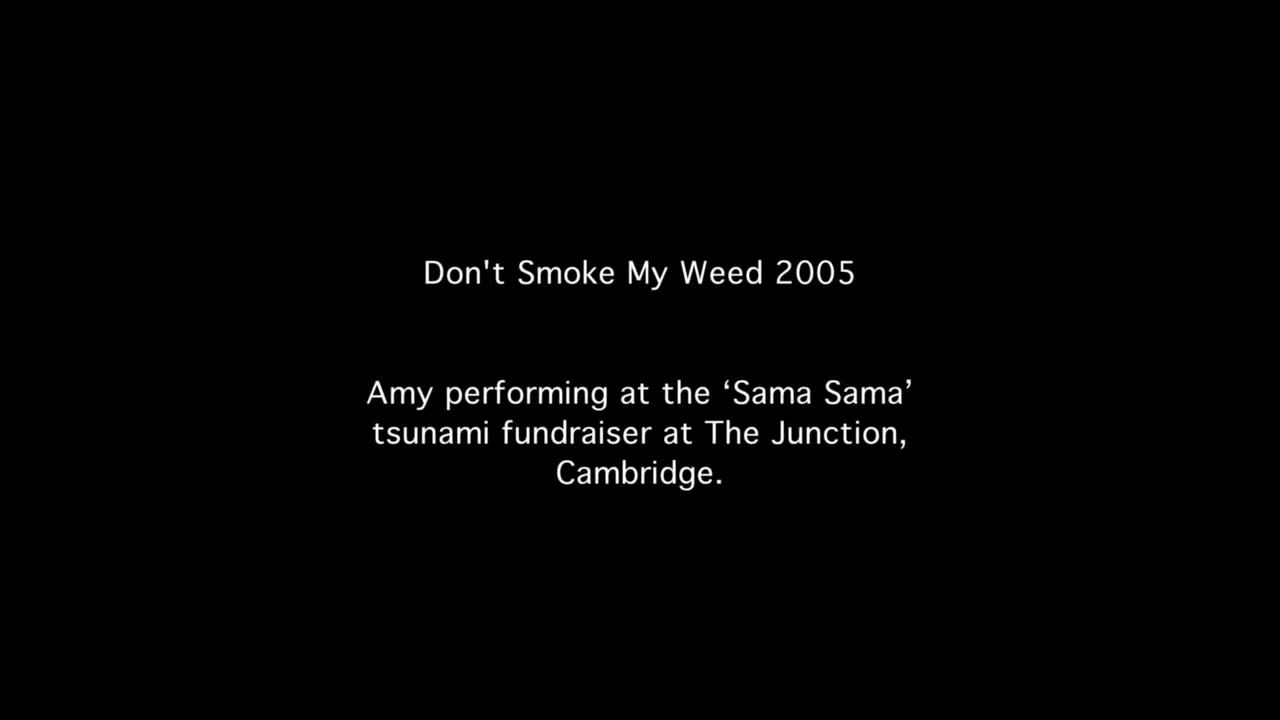 Don't Smoke My Weed 2005
Amy performing at the ‘Sama Sama’
tsunami fundraiser at The Junction,
Cambridge.